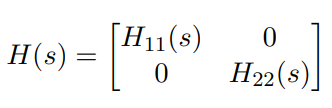 H(s) = [H₁₁(s) 0
0 H₂₂(s)]